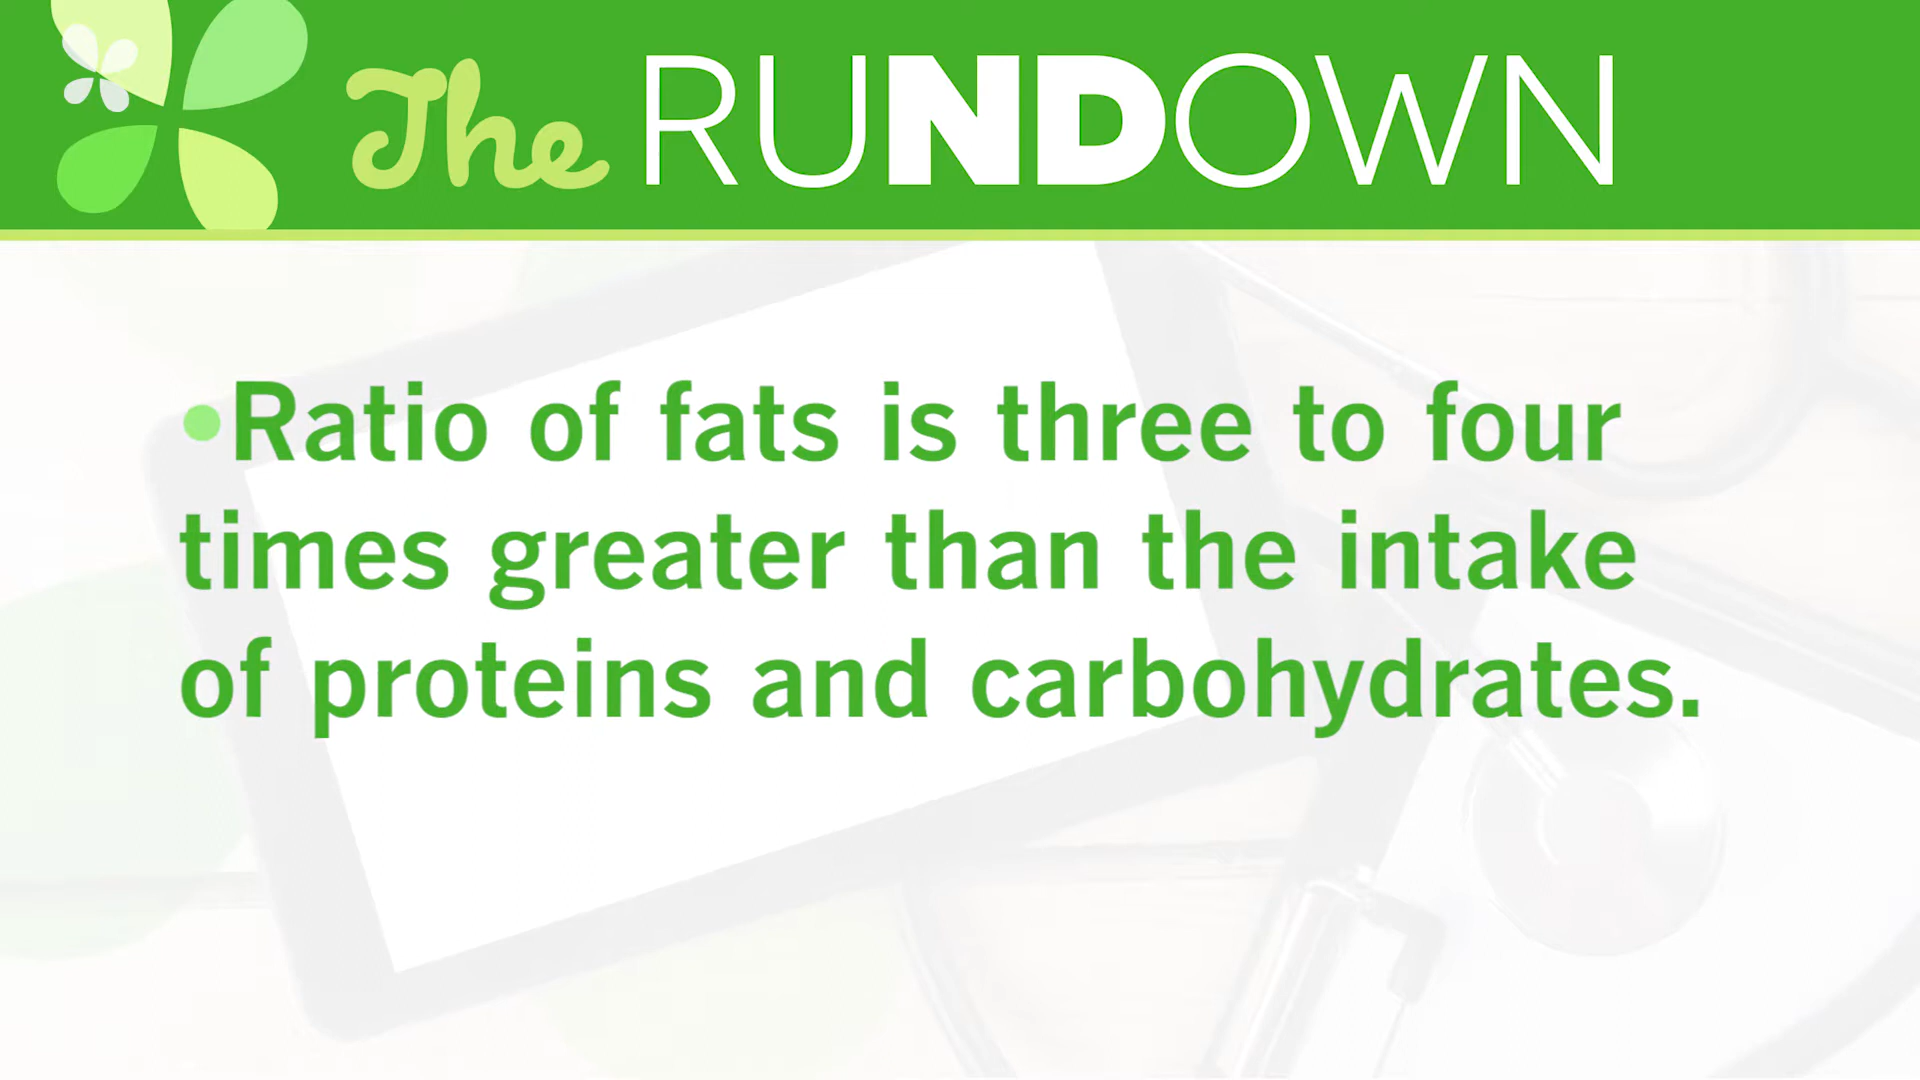 The RUNDOWN
•Ratio of fats is three to four
times greater than the intake
of proteins and carbohydrates.